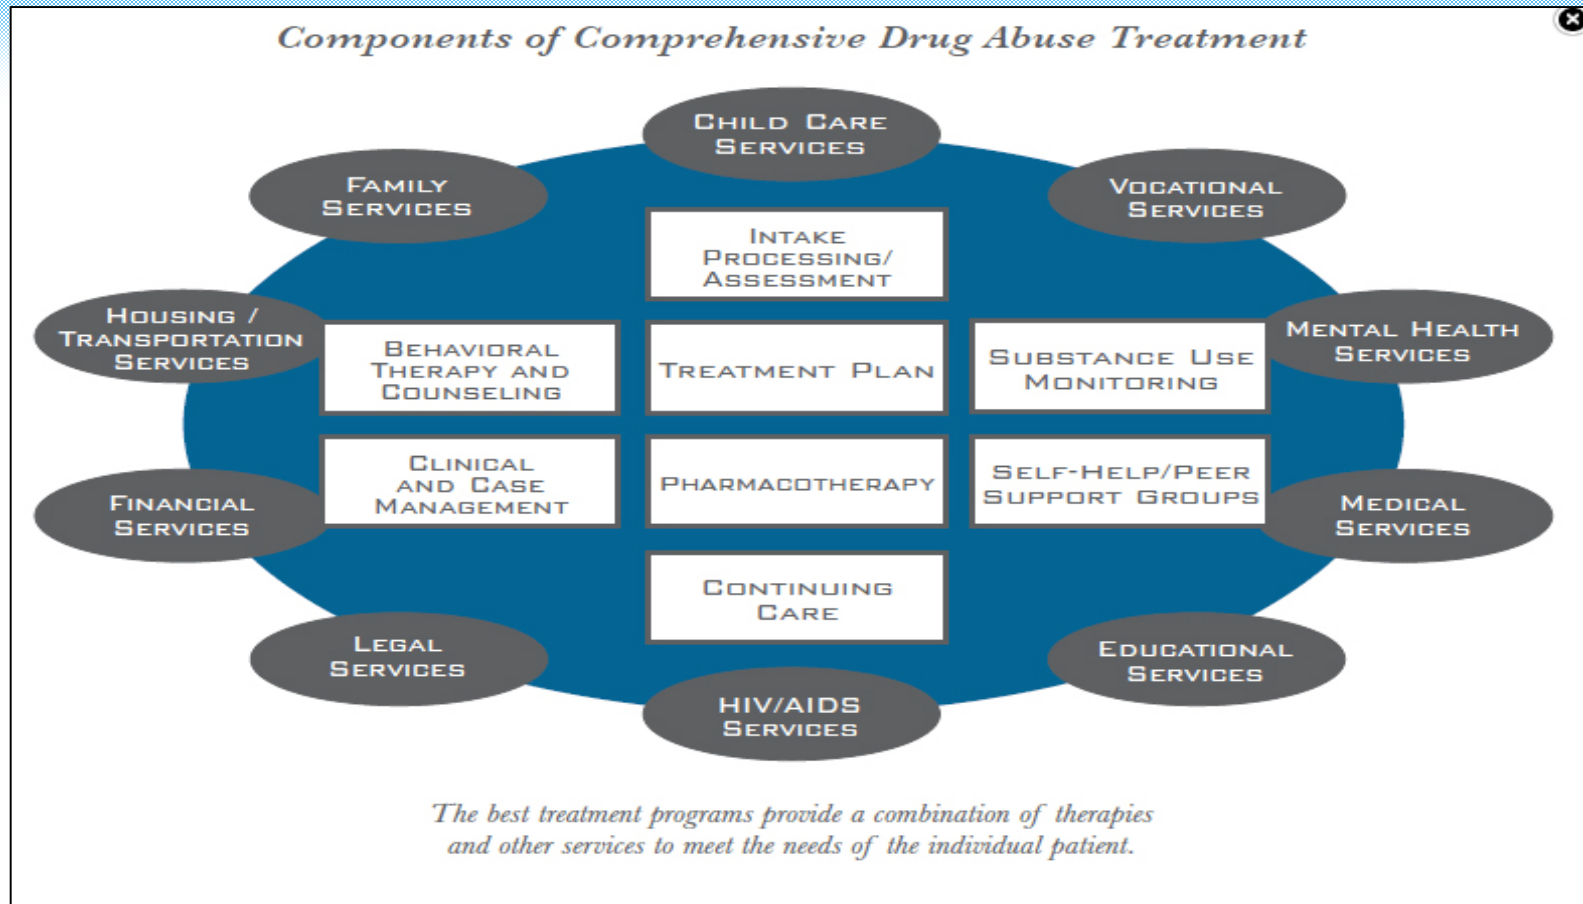 Components of Comprehensive Drug Abuse Treatment
CHILD CARE
SERVICES
FAMILY
SERVICES
VOCATIONAL
SERVICES
INTAKE
PROCESSING/
ASSESSMENT
HOUSING /
TRANSPORTATION
SERVICES
BEHAVIORAL
THERAPY AND
COUNSELING
TREATMENT PLAN
SUBSTANCE USE
MONITORING
MENTAL HEALTH
SERVICES
FINANCIAL
SERVICES
CLINICAL
AND CASE
MANAGEMENT
PHARMACOTHERAPY
SELF-HELP/PEER
SUPPORT GROUPS
MEDICAL
SERVICES
CONTINUING
CARE
LEGAL
SERVICES
EDUCATIONAL
SERVICES
HIV/AIDS
SERVICES
The best treatment programs provide a combination of therapies
and other services to meet the needs of the individual patient.